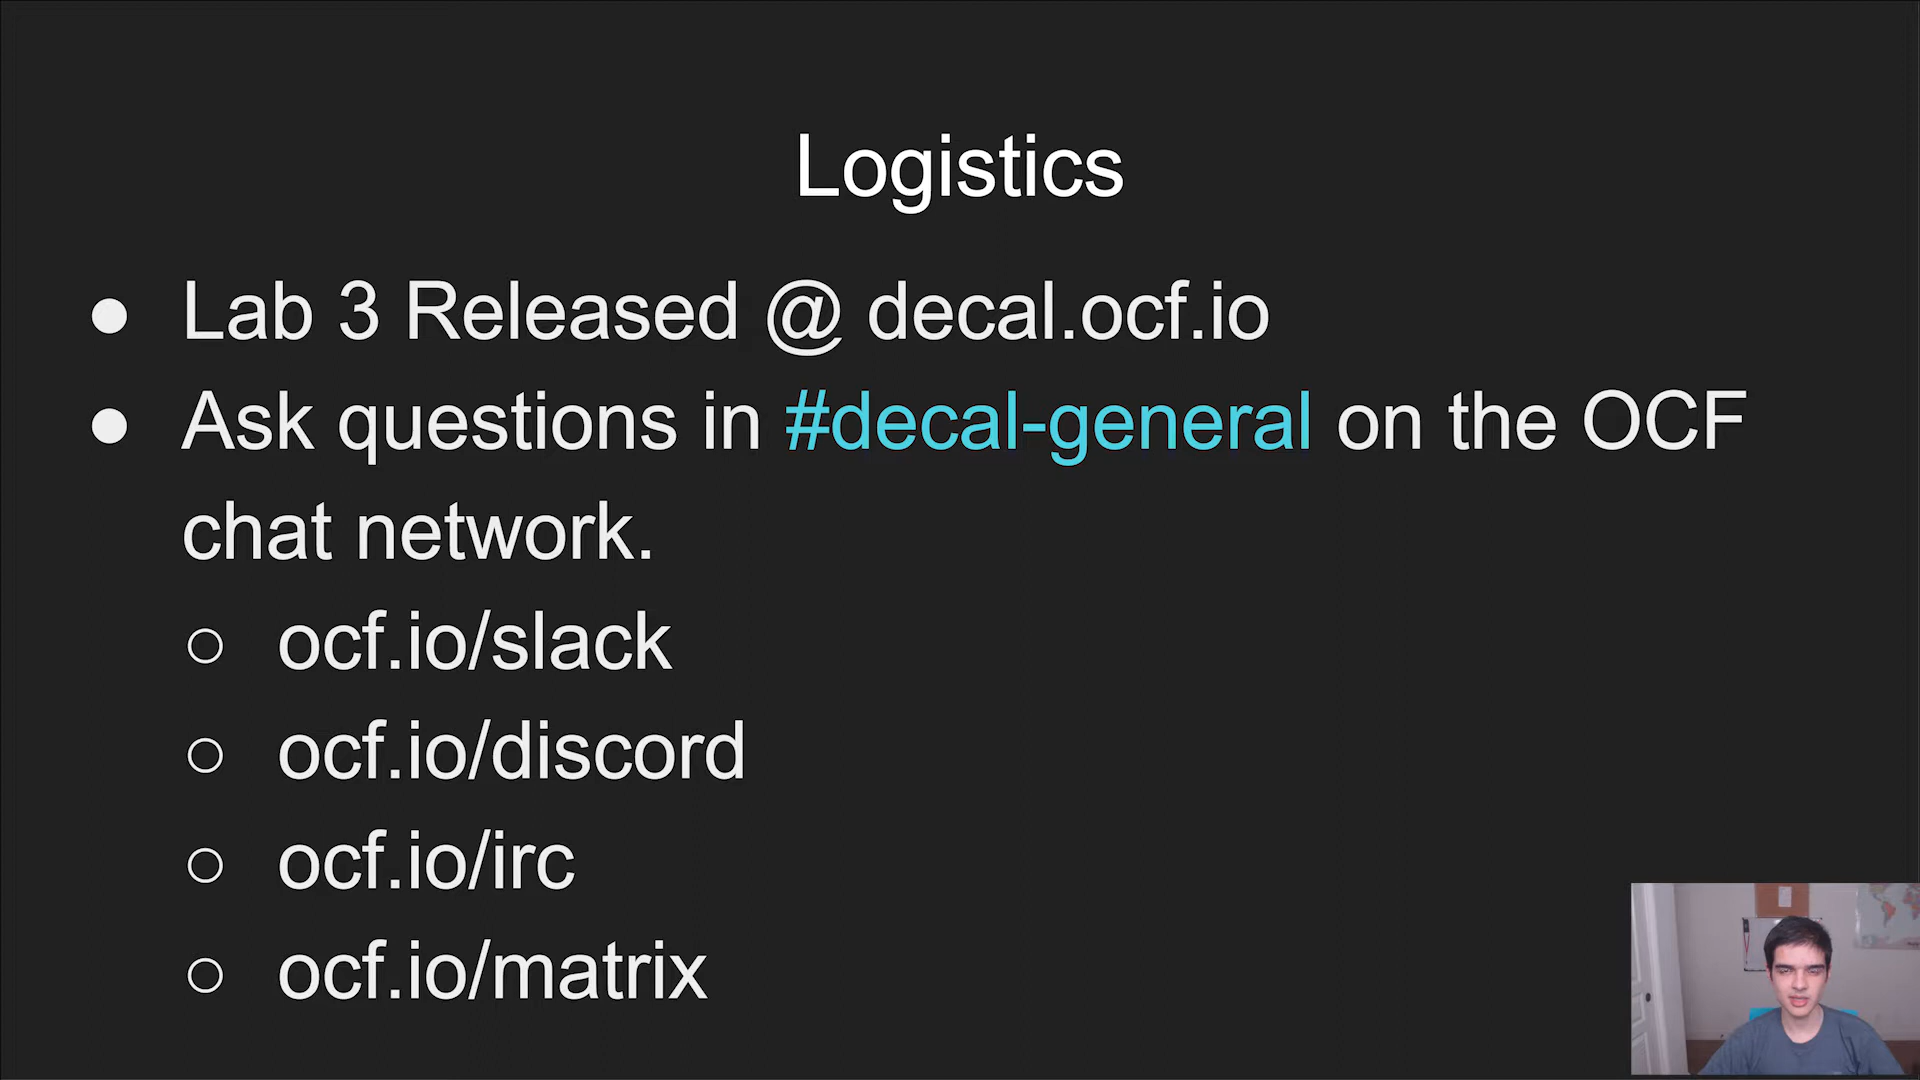 Logistics
● Lab 3 Released @ decal.ocf.io
● Ask questions in #decal-general on the OCF
chat network.
○ ocf.io/slack
○ ocf.io/discord
○ ocf.io/irc
○ ocf.io/matrix